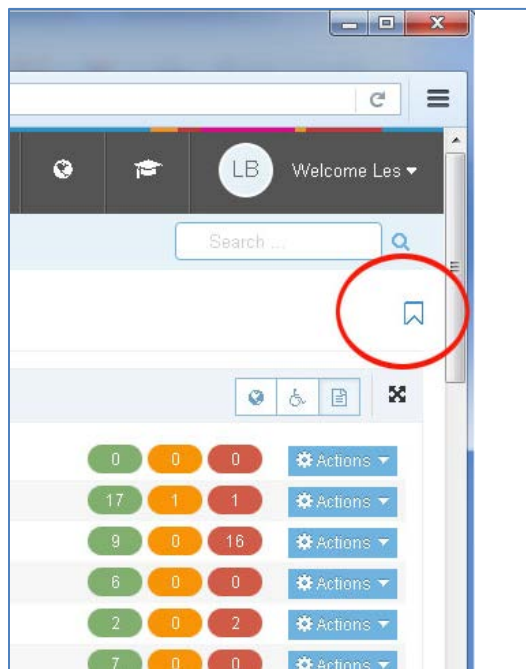 LB Welcome Les
Search ...
0 0 0 Actions
17 1 1 Actions
9 0 16 Actions
6 0 0 Actions
2 0 2 Actions
7 0 0 Actions